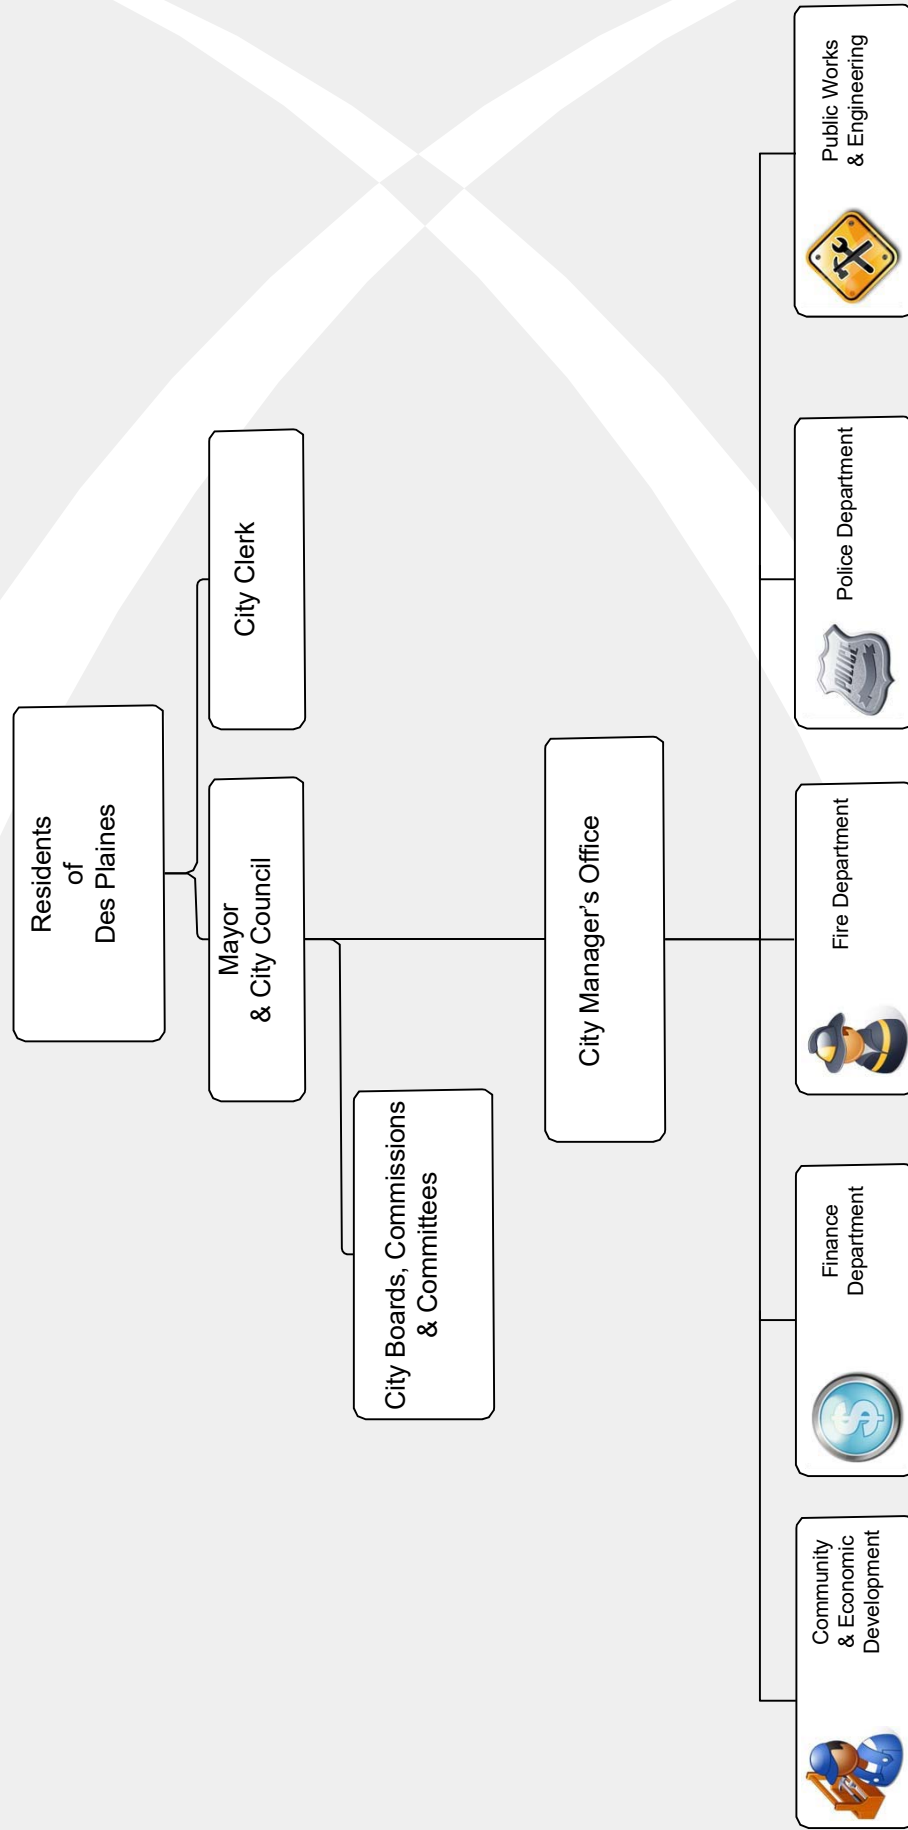 Residents
of
Des Plaines
Mayor
& City Council
City Clerk
City Boards, Commissions
& Committees
City Manager’s Office
Community
& Economic
Development
Finance
Department
Fire Department
POLICE
Police Department
Public Works
& Engineering